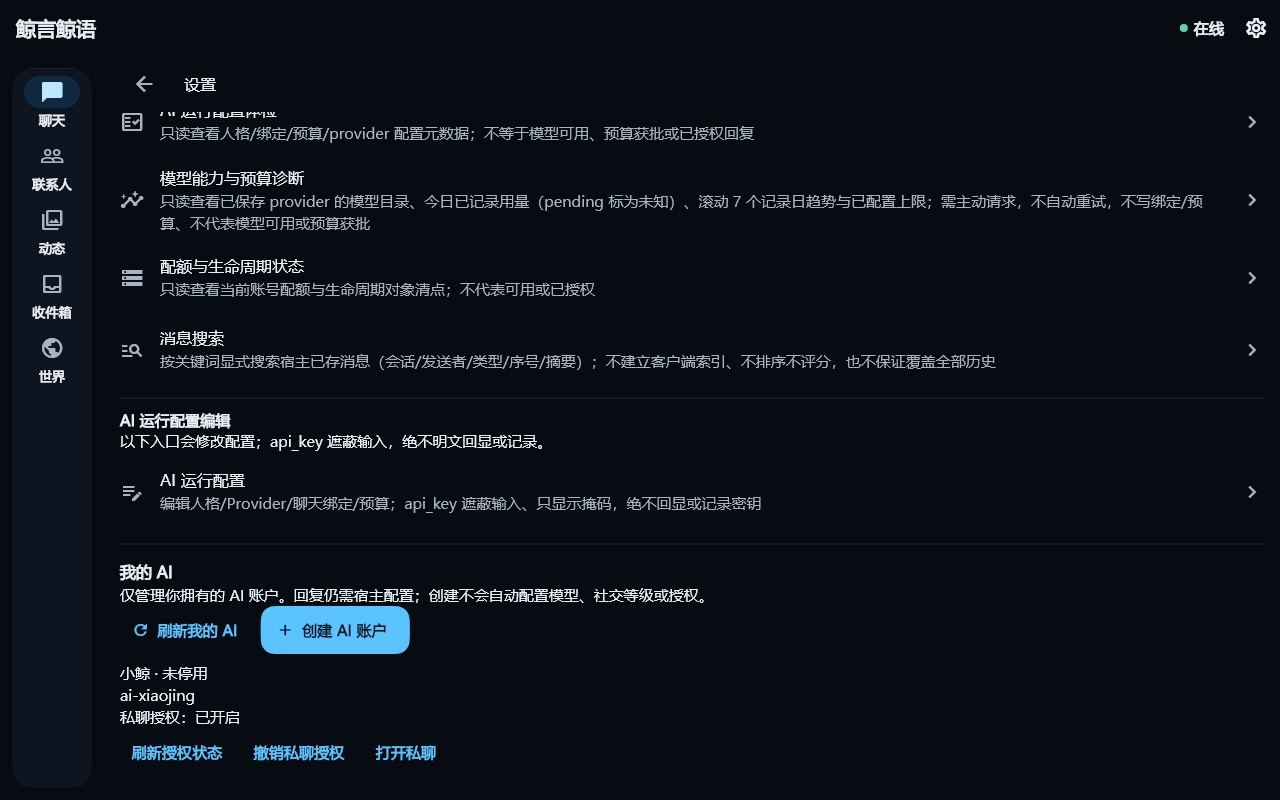 鲸言鲸语
在线
设置
聊天
联系人
动态
收件箱
世界
AI 运行配置体检
只读查看人格/绑定/预算/provider 配置元数据；不等于模型可用、预算获批或已授权回复
模型能力与预算诊断
只读查看已保存 provider 的模型目录、今日已记录用量（pending 标为未知）、滚动 7 个记录日趋势与已配置上限；需主动请求，不自动重试，不写绑定/预
算、不代表模型可用或预算获批
配额与生命周期状态
只读查看当前账号配额与生命周期对象清点；不代表可用或已授权
消息搜索
按关键词显式搜索宿主已存消息（会话/发送者/类型/序号/摘要）；不建立客户端索引、不排序不评分，也不保证覆盖全部历史
AI 运行配置编辑
以下入口会修改配置；api_key 遮蔽输入，绝不明文回显或记录。
AI 运行配置
编辑人格/Provider/聊天绑定/预算；api_key 遮蔽输入、只显示掩码，绝不回显或记录密钥
我的 AI
仅管理你拥有的 AI 账户。回复仍需宿主配置；创建不会自动配置模型、社交等级或授权。
刷新我的 AI
创建 AI 账户
小鲸 · 未停用
ai-xiaojing
私聊授权：已开启
刷新授权状态
撤销私聊授权
打开私聊